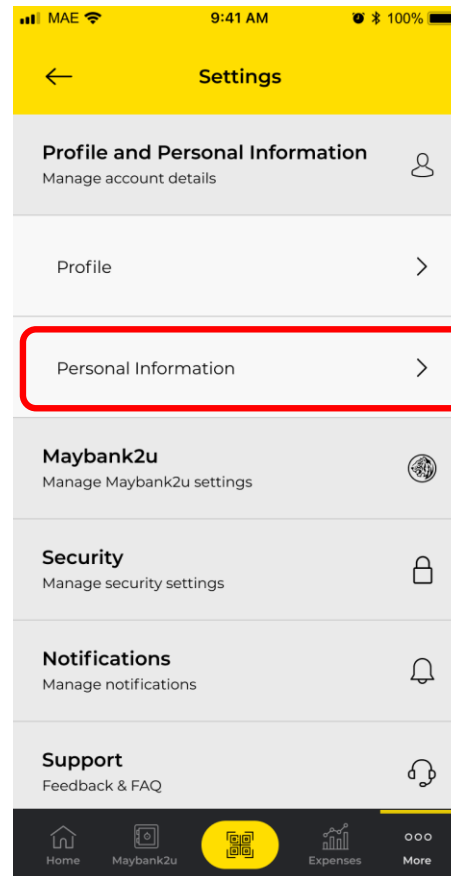 MAE 9:41 AM 100%
Settings
Profile and Personal Information
Manage account details
Profile
Personal Information
Maybank2u
Manage Maybank2u settings
Security
Manage security settings
Notifications
Manage notifications
Support
Feedback & FAQ
Home Maybank2u Expenses More